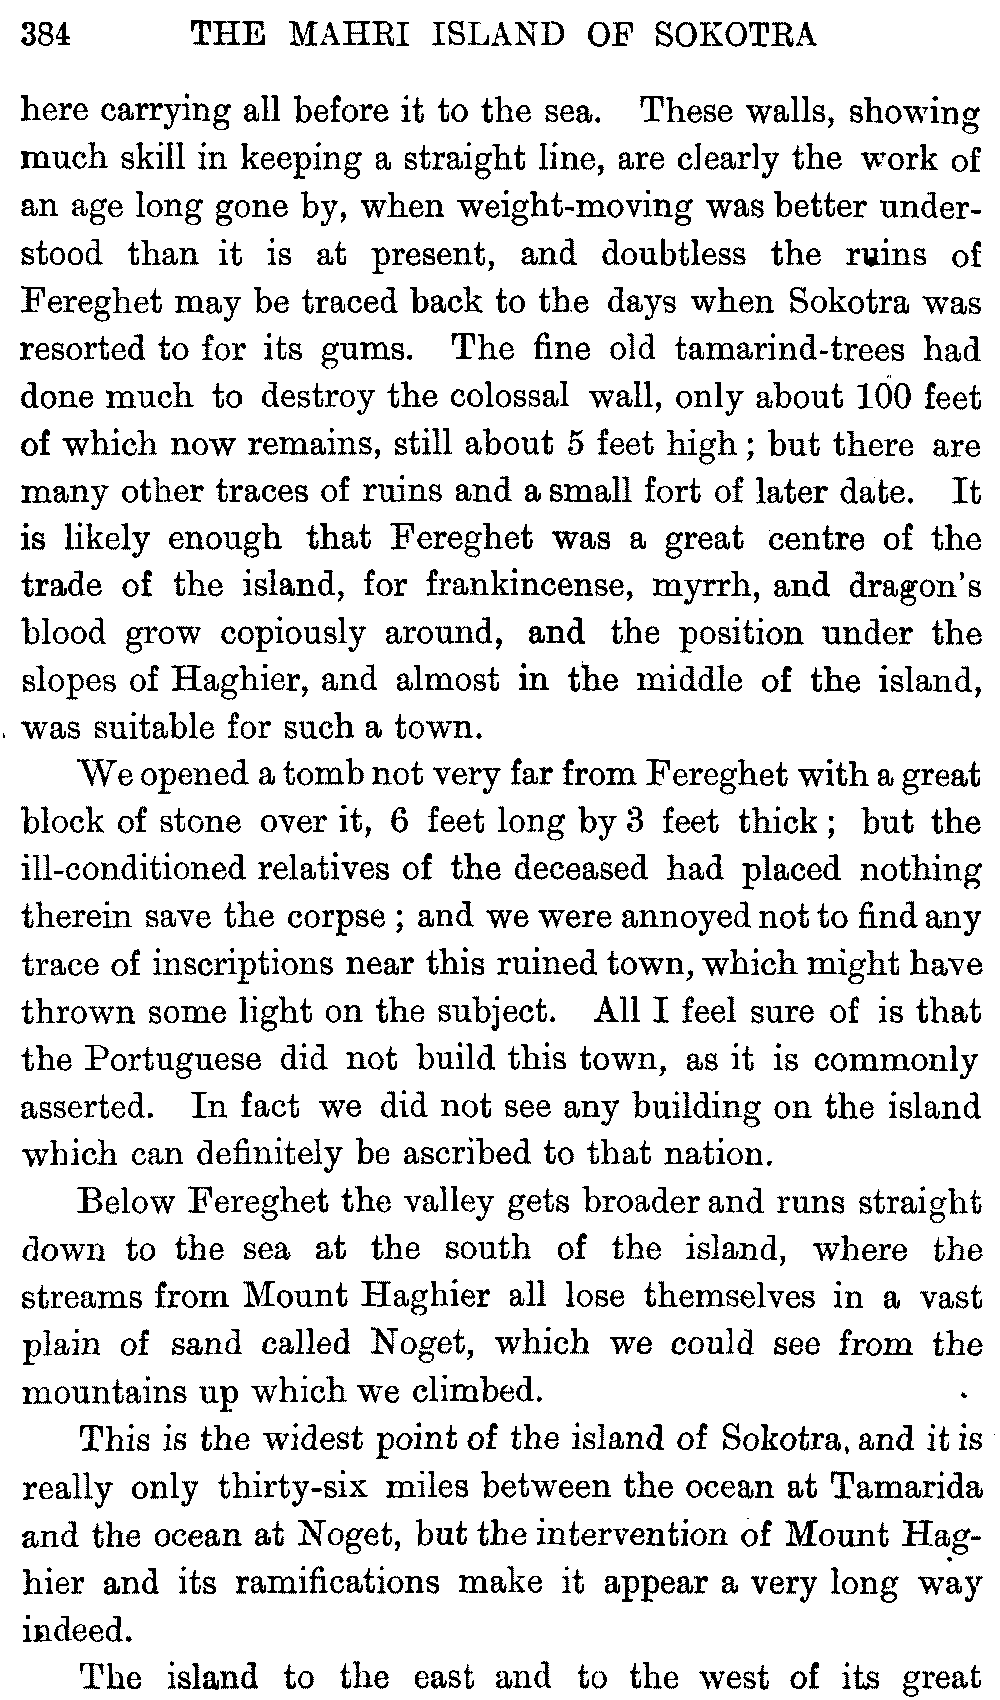 384 THE MAHRI ISLAND OF SOKOTRA
here carrying all before it to the sea. These walls, showing
much skill in keeping a straight line, are clearly the work of
an age long gone by, when weight-moving was better under-
stood than it is at present, and doubtless the ruins of
Fereghet may be traced back to the days when Sokotra was
resorted to for its gums. The fine old tamarind-trees had
done much to destroy the colossal wall, only about 100 feet
of which now remains, still about 5 feet high; but there are
many other traces of ruins and a small fort of later date. It
is likely enough that Fereghet was a great centre of the
trade of the island, for frankincense, myrrh, and dragon's
blood grow copiously around, and the position under the
slopes of Haghier, and almost in the middle of the island,
was suitable for such a town.
We opened a tomb not very far from Fereghet with a great
block of stone over it, 6 feet long by 3 feet thick; but the
ill-conditioned relatives of the deceased had placed nothing
therein save the corpse; and we were annoyed not to find any
trace of inscriptions near this ruined town, which might have
thrown some light on the subject. All I feel sure of is that
the Portuguese did not build this town, as it is commonly
asserted. In fact we did not see any building on the island
which can definitely be ascribed to that nation.
Below Fereghet the valley gets broader and runs straight
down to the sea at the south of the island, where the
streams from Mount Haghier all lose themselves in a vast
plain of sand called Noget, which we could see from the
mountains up which we climbed.
This is the widest point of the island of Sokotra, and it is
really only thirty-six miles between the ocean at Tamarida
and the ocean at Noget, but the intervention of Mount Hag-
hier and its ramifications make it appear a very long way
indeed.
The island to the east and to the west of its great